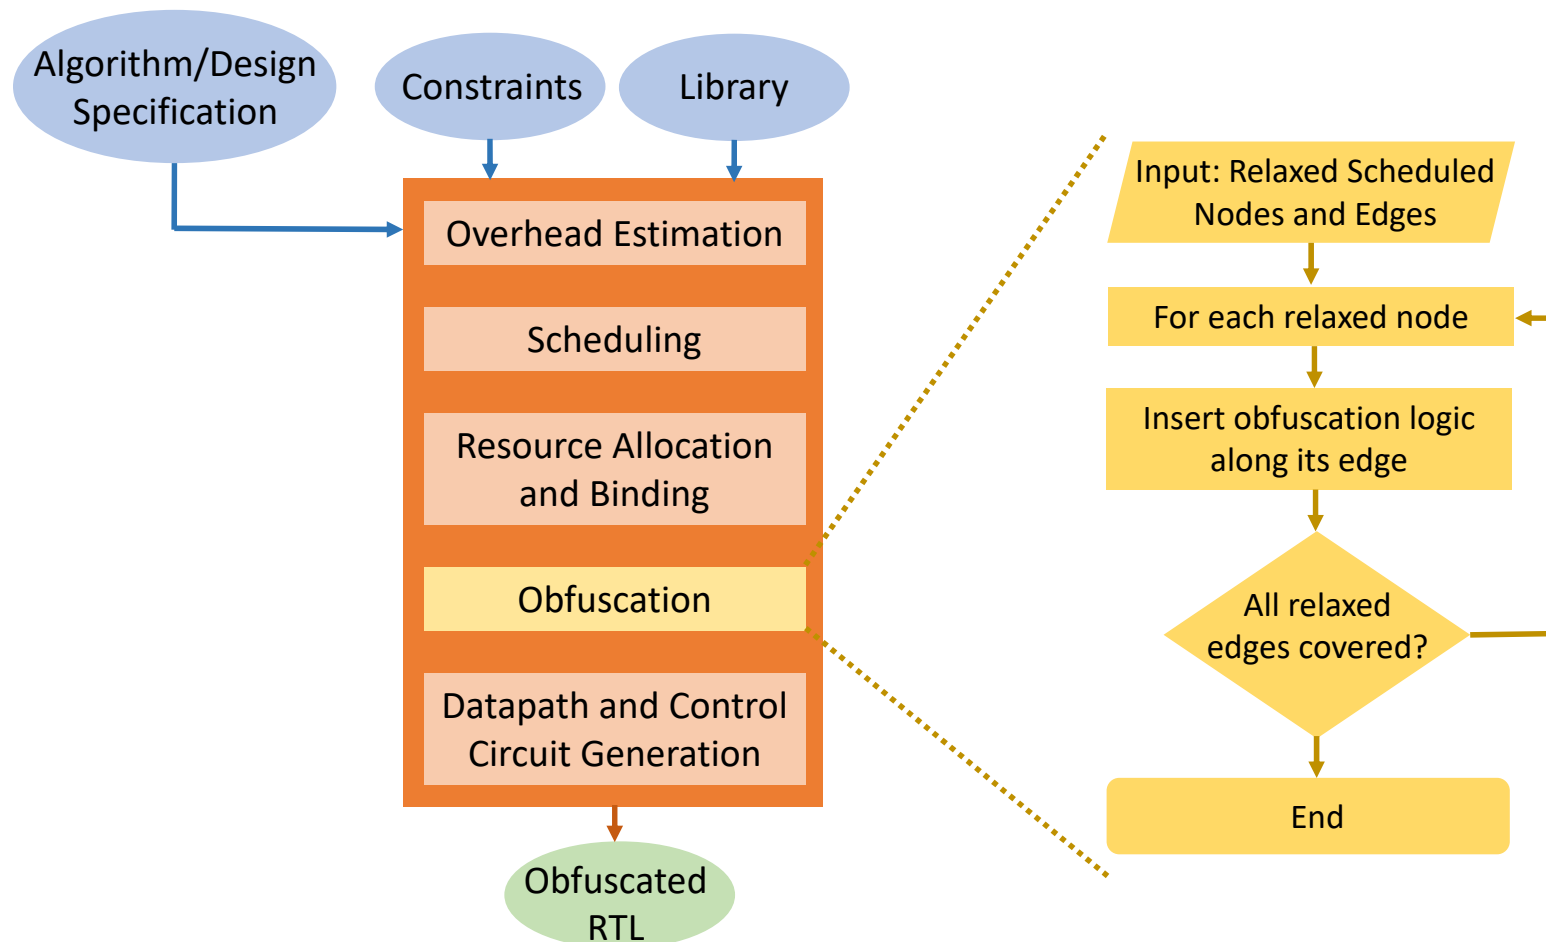 Algorithm/Design
Specification
Constraints
Library
Overhead Estimation
Scheduling
Resource Allocation
and Binding
Obfuscation
Datapath and Control
Circuit Generation
Obfuscated
RTL
Input: Relaxed Scheduled
Nodes and Edges
For each relaxed node
Insert obfuscation logic
along its edge
All relaxed
edges covered?
End